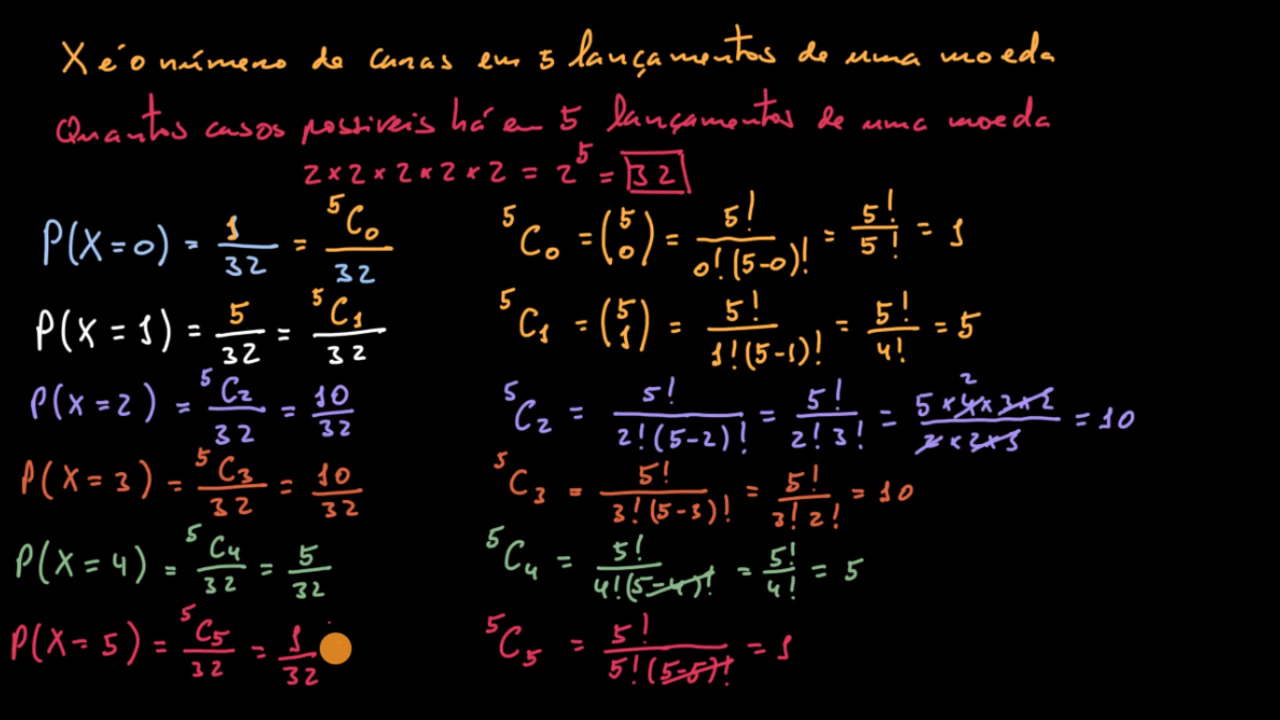 X é o número de caras em 5 lançamentos de uma moeda
Quantos casos possiveis há em 5 lançamentos de uma moeda
2 × 2 × 2 × 2 × 2 = 2⁵ = 32
P(X = 0) = 1/32 = ⁵C₀/32
⁵C₀ = (5 0) = 5!/0!(5-0)! = 5!/5! = 1
P(X = 1) = 5/32 = ⁵C₁/32
⁵C₁ = (5 1) = 5!/1!(5-1)! = 5!/4! = 5
P(X = 2) = ⁵C₂/32 = 10/32
⁵C₂ = 5!/2!(5-2)! = 5!/2! 3! = 5 × 4² × 3 × 2/2 × 2 × 3 = 10
P(X = 3) = ⁵C₃/32 = 10/32
⁵C₃ = 5!/3!(5-3)! = 5!/3! 2! = 10
P(X = 4) = ⁵C₄/32 = 5/32
⁵C₄ = 5!/4!(5-4)! = 5!/4! = 5
P(X = 5) = ⁵C₅/32 = 1/32
⁵C₅ = 5!/5!(5-5)! = 1